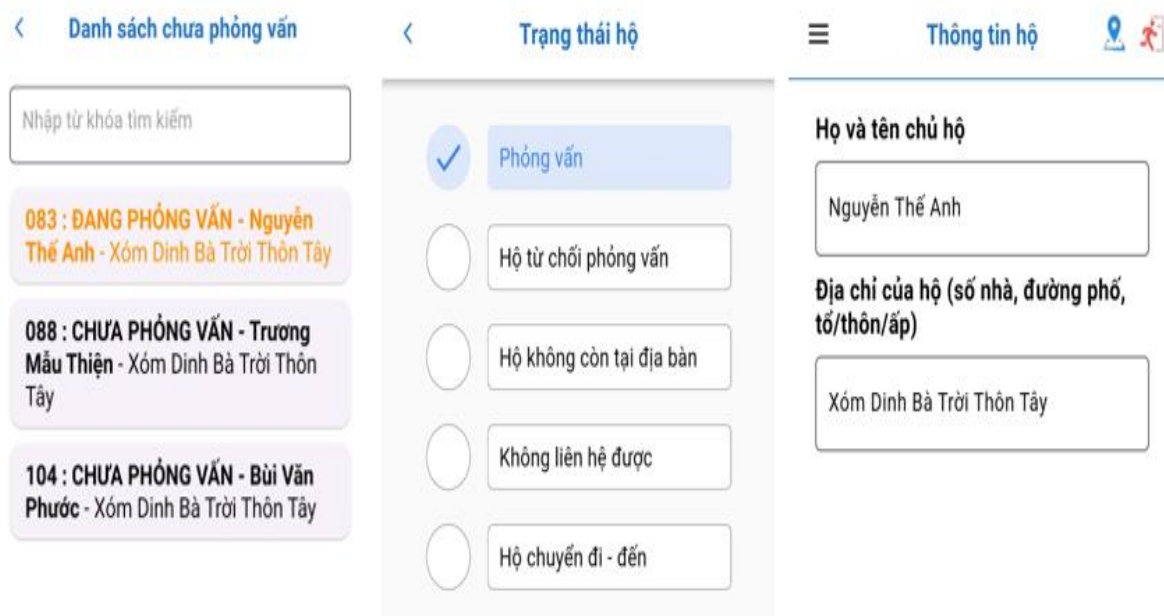 Danh sách chưa phỏng vấn
Nhập từ khóa tìm kiếm
083 : ĐANG PHỎNG VẤN - Nguyễn
Thế Anh - Xóm Dinh Bà Trời Thôn Tây
088 : CHƯA PHỎNG VẤN - Trương
Mẫu Thiện - Xóm Dinh Bà Trời Thôn
Tây
104 : CHƯA PHỎNG VẤN - Bùi Văn
Phước - Xóm Dinh Bà Trời Thôn Tây
Trạng thái hộ
Phỏng vấn
Hộ từ chối phỏng vấn
Hộ không còn tại địa bàn
Không liên hệ được
Hộ chuyển đi - đến
Thông tin hộ
Họ và tên chủ hộ
Nguyễn Thế Anh
Địa chỉ của hộ (số nhà, đường phố,
tổ/thôn/ấp)
Xóm Dinh Bà Trời Thôn Tây